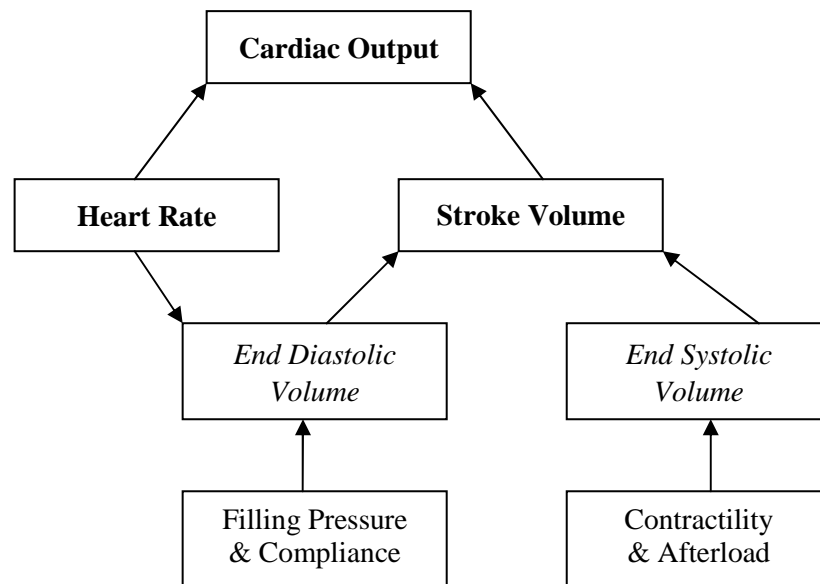 Cardiac Output
Heart Rate
Stroke Volume
End Diastolic
Volume
End Systolic
Volume
Filling Pressure
& Compliance
Contractility
& Afterload